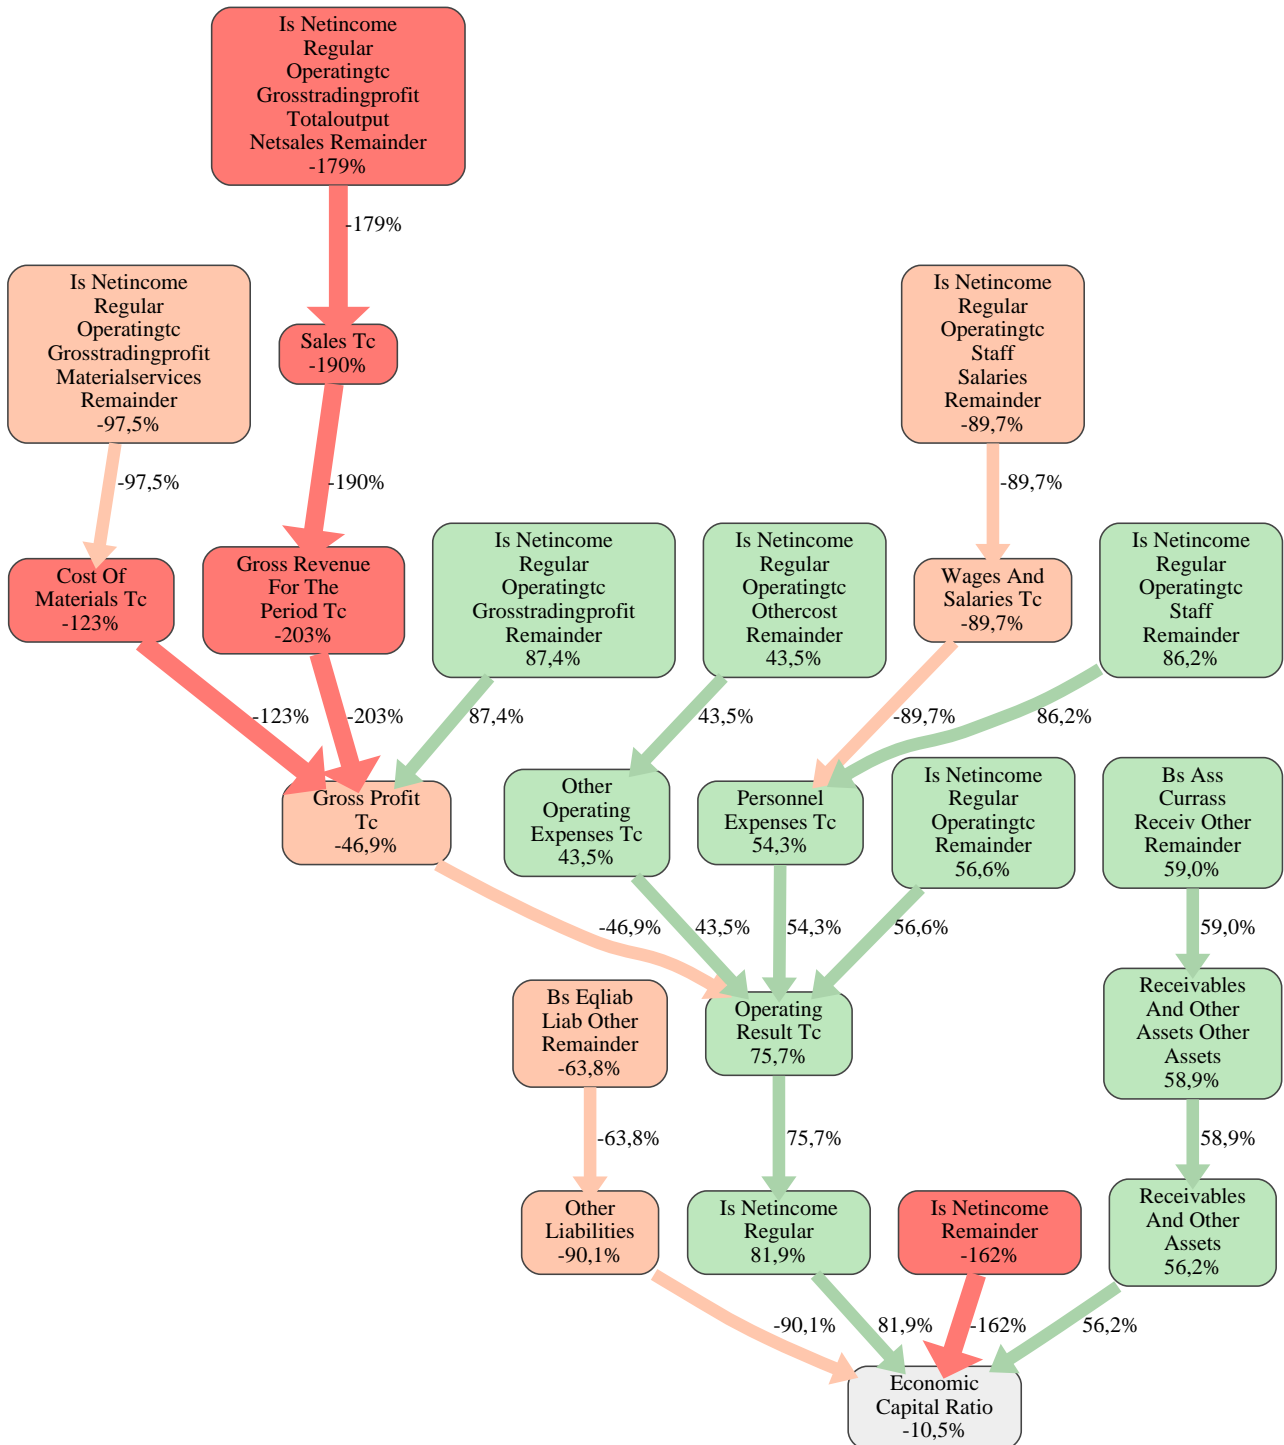 Is Netincome
Regular
Operatingtc
Grosstradingprofit
Totaloutput
Netsales Remainder
-179%
-179%
Is Netincome
Regular
Operatingtc
Grosstradingprofit
Materialservices
Remainder
-97,5%
Sales Tc
-190%
Is Netincome
Regular
Operatingtc
Staff
Salaries
Remainder
-89,7%
-97,5%
-190%
-89,7%
Cost Of
Materials Tc
-123%
Gross Revenue
For The
Period Tc
-203%
Is Netincome
Regular
Operatingtc
Grosstradingprofit
Remainder
87,4%
Is Netincome
Regular
Operatingtc
Othercost
Remainder
43,5%
Wages And
Salaries Tc
-89,7%
Is Netincome
Regular
Operatingtc
Staff
Remainder
86,2%
-123%
-203%
87,4%
43,5%
-89,7%
86,2%
Gross Profit
Tc
-46,9%
Other
Operating
Expenses Tc
43,5%
Personnel
Expenses Tc
54,3%
Is Netincome
Regular
Operatingtc
Remainder
56,6%
Bs Ass
Currass
Receiv Other
Remainder
59,0%
-46,9%
43,5%
54,3%
56,6%
59,0%
Bs Eqliab
Liab Other
Remainder
-63,8%
Operating
Result Tc
75,7%
Receivables
And Other
Assets Other
Assets
58,9%
-63,8%
75,7%
58,9%
Other
Liabilities
-90,1%
Is Netincome
Regular
81,9%
Is Netincome
Remainder
-162%
Receivables
And Other
Assets
56,2%
-90,1%
81,9%
-162%
56,2%
Economic
Capital Ratio
-10,5%